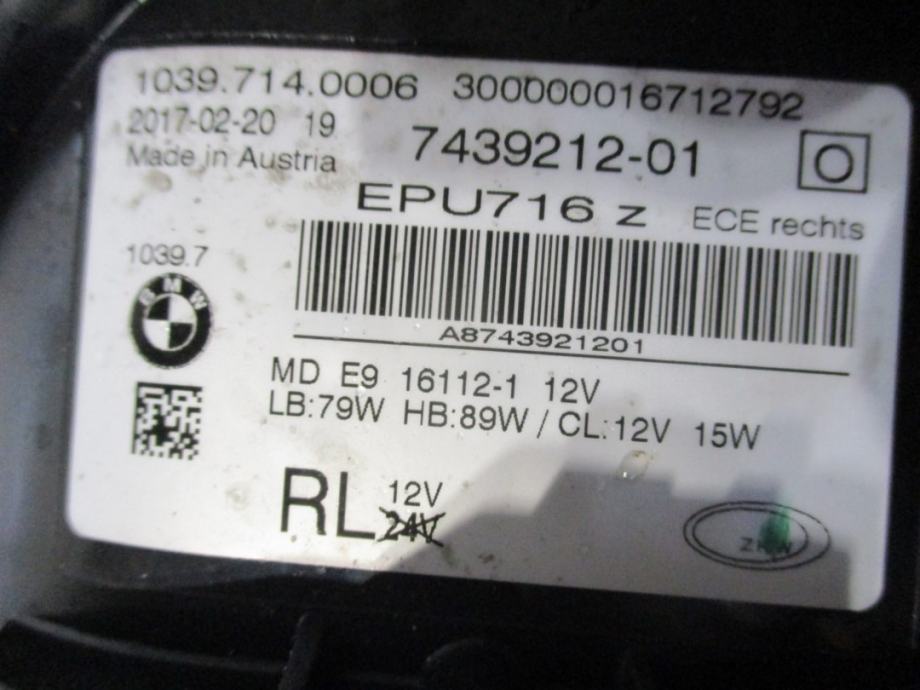 1039.714.0006 300000016712792
2017-02-20 19
7439212-01
Made in Austria
EPU716 z ECE rechts
1039.7
BMW
A8743921201
MD E9 16112-1 12V
LB:79W HB:89W / CL:12V 15W
RL 12V
24V
ZKW